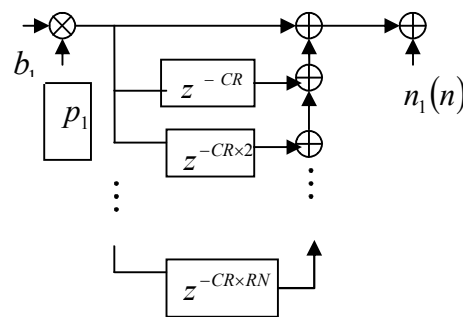 b₁
p₁
z⁻ᶜᴿ
z^{-CR×2}
z^{-CR×RN}
n₁(n)